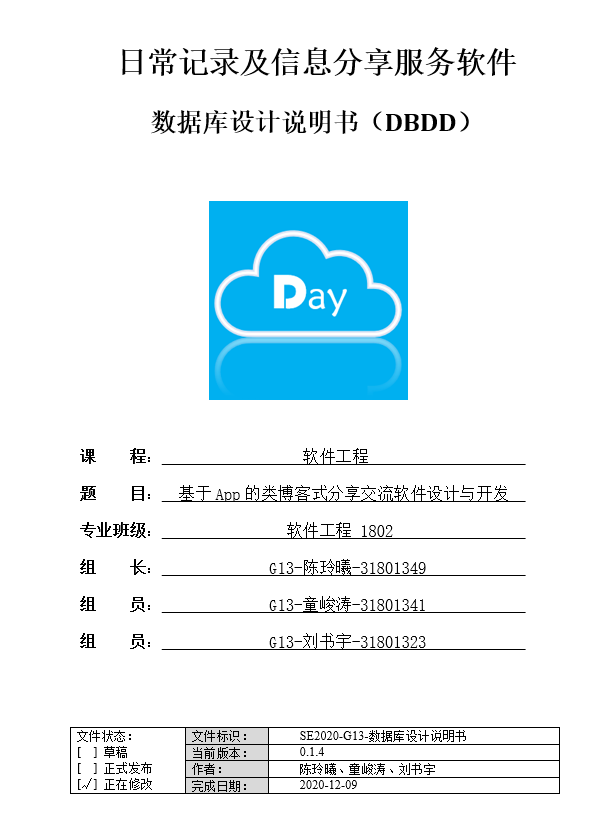 日常记录及信息分享服务软件
数据库设计说明书（DBDD）
Day
课 程： 软件工程
题 目： 基于App的类博客式分享交流软件设计与开发
专业班级： 软件工程 1802
组 长： G13-陈玲曦-31801349
组 员： G13-童峻涛-31801341
组 员： G13-刘书宇-31801323
文件状态： 文件标识： SE2020-G13-数据库设计说明书
[ ] 草稿 当前版本： 0.1.4
[ ] 正式发布 作者： 陈玲曦、童峻涛、刘书宇
[√] 正在修改 完成日期： 2020-12-09